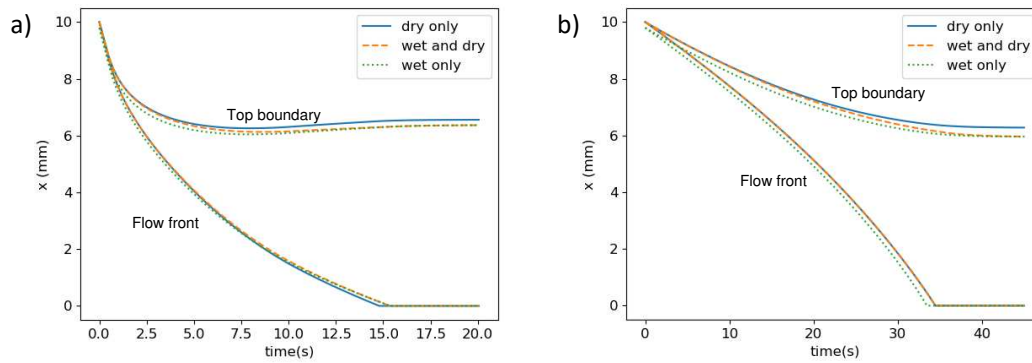 a)
10
8
6
4
2
0
x (mm)
0.0 2.5 5.0 7.5 10.0 12.5 15.0 17.5 20.0
time(s)
dry only
wet and dry
wet only
Top boundary
Flow front
b)
10
8
6
4
2
0
x (mm)
0 10 20 30 40
time(s)
dry only
wet and dry
wet only
Top boundary
Flow front